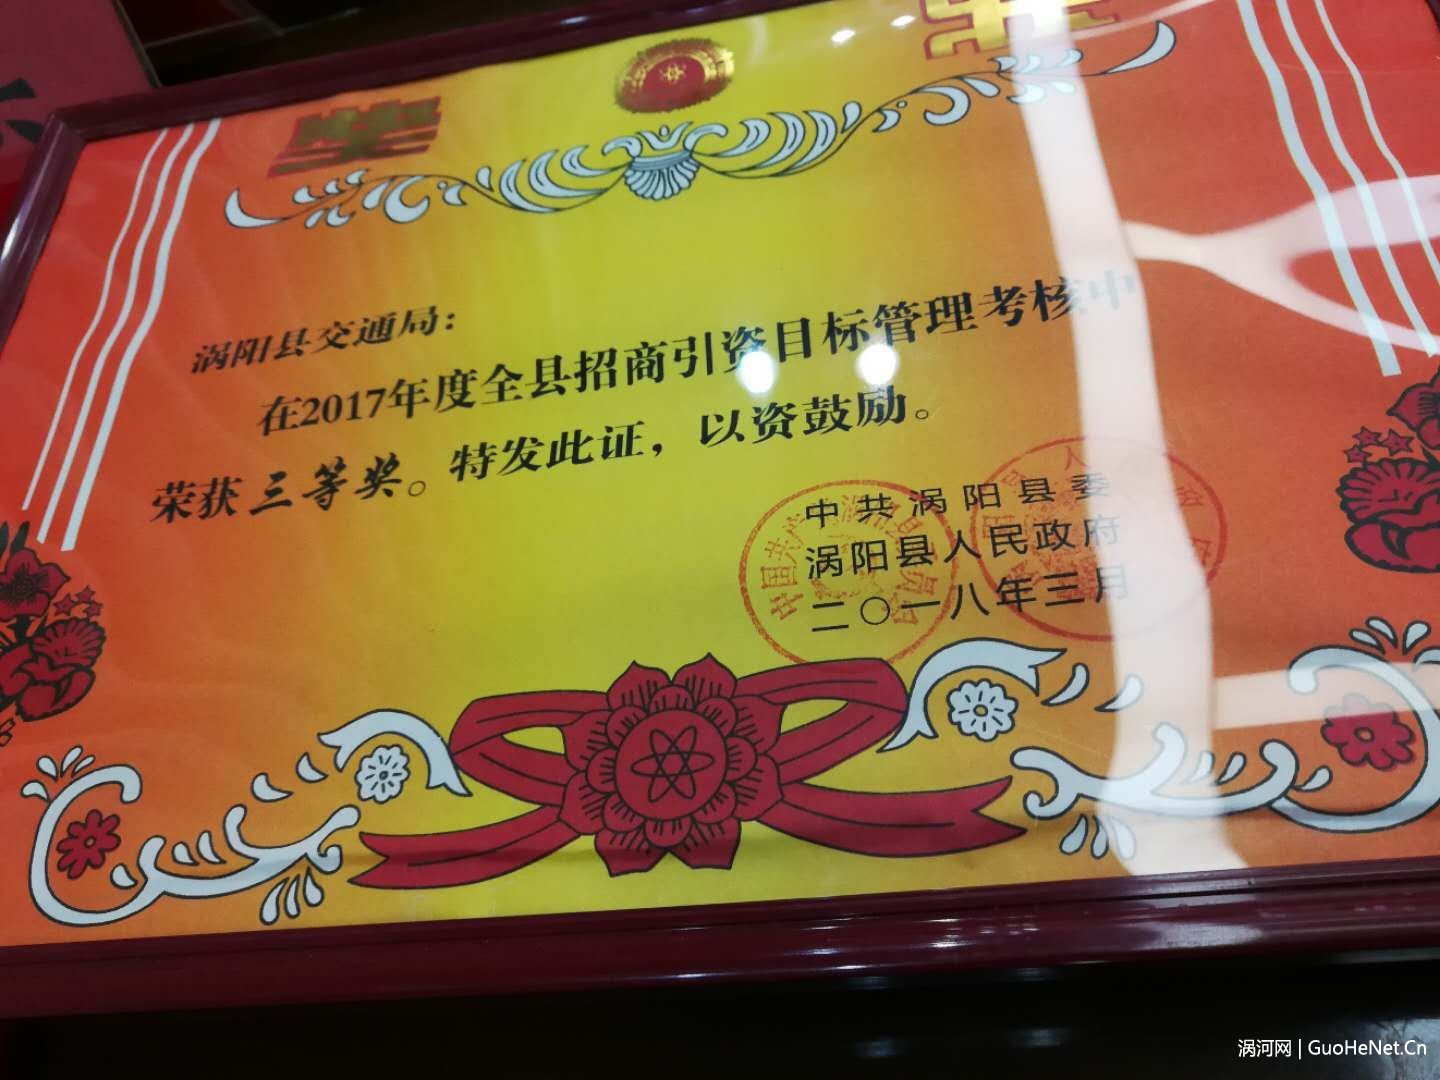 奖
涡阳县交通局：
在2017年度全县招商引资目标管理考核中
荣获三等奖。特发此证，以资鼓励。
中共涡阳县委
涡阳县人民政府
二〇一八年三月
涡河网 | GuoHeNet.Cn